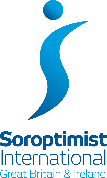 Soroptimist
International
Great Britain & Ireland